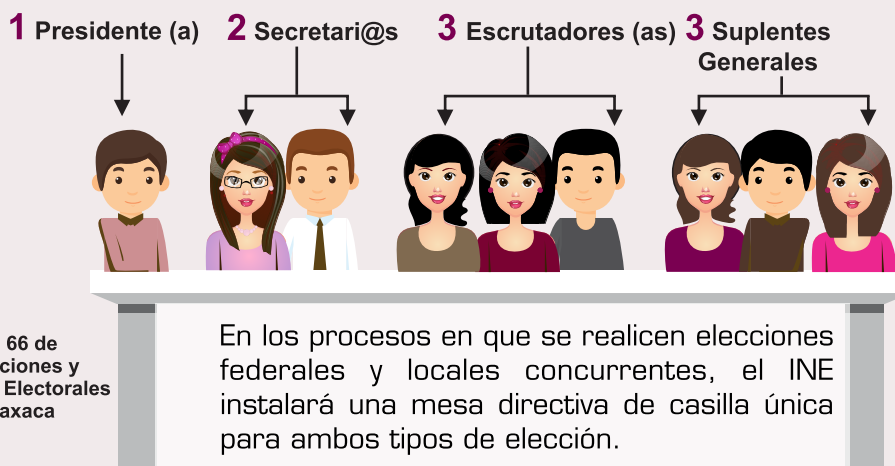 1 Presidente (a) 2 Secretari@s 3 Escrutadores (as) 3 Suplentes
Generales
66 de
ciones y
Electorales
axaca
En los procesos en que se realicen elecciones
federales y locales concurrentes, el INE
instalará una mesa directiva de casilla única
para ambos tipos de elección.